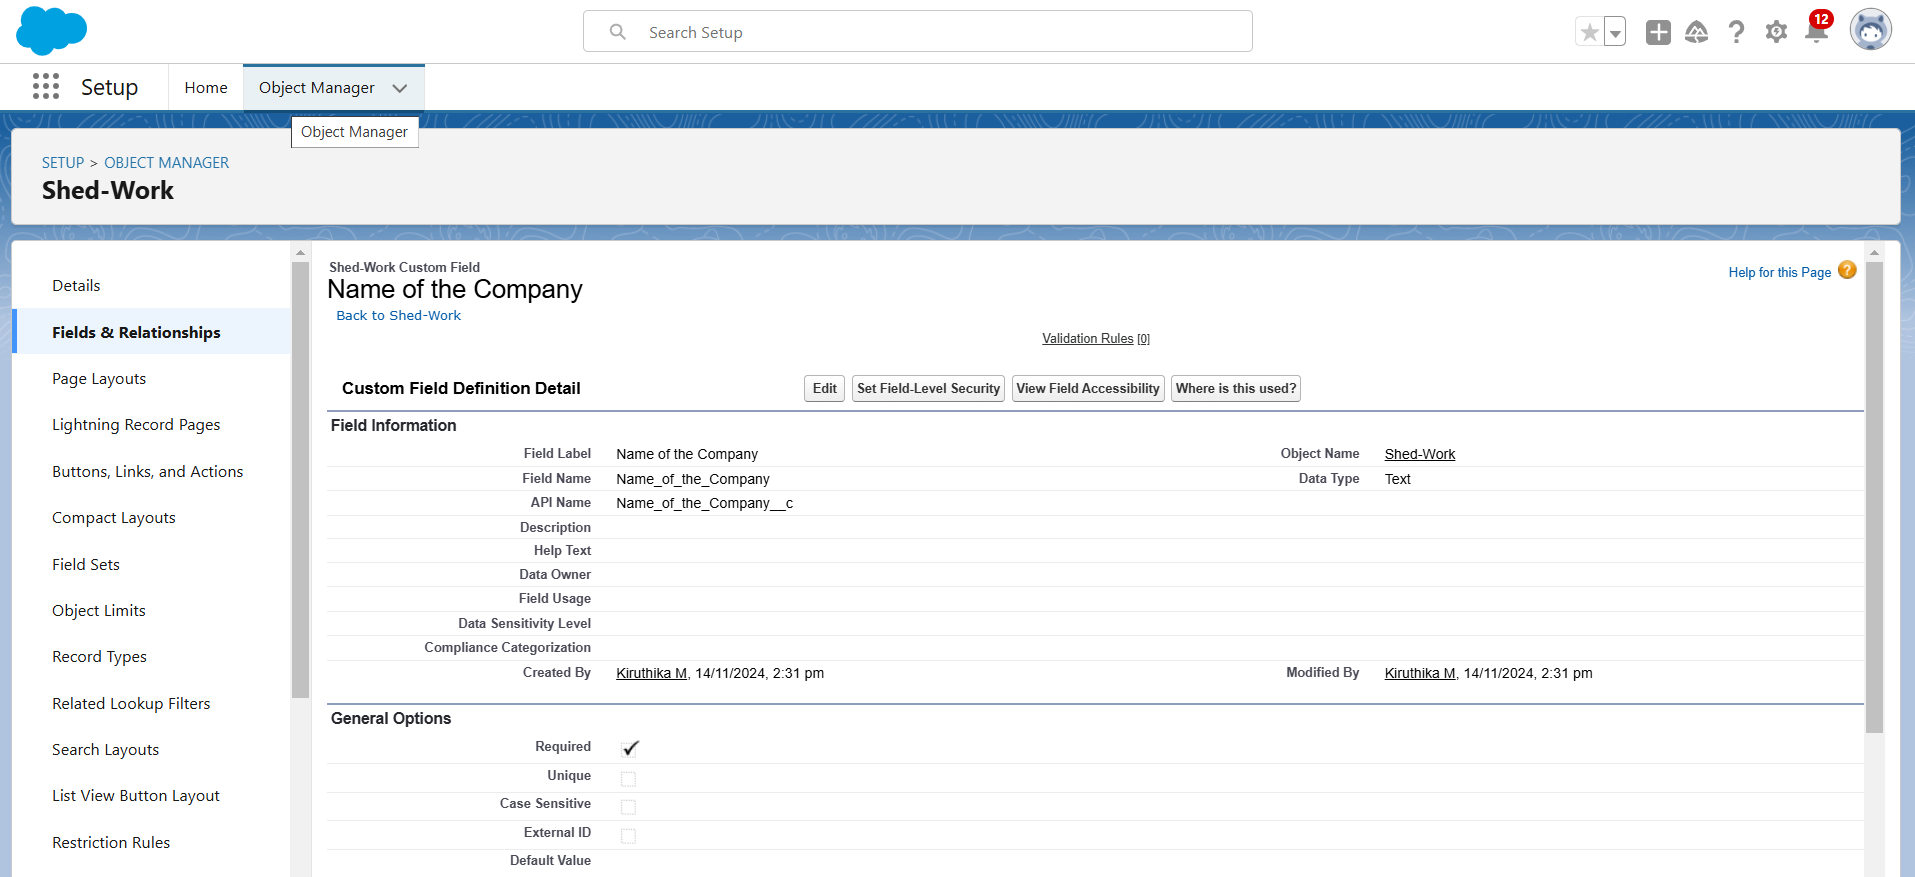 Search Setup
12
Setup
Home
Object Manager
Object Manager
SETUP > OBJECT MANAGER
Shed-Work
Details
Fields & Relationships
Page Layouts
Lightning Record Pages
Buttons, Links, and Actions
Compact Layouts
Field Sets
Object Limits
Record Types
Related Lookup Filters
Search Layouts
List View Button Layout
Restriction Rules
Shed-Work Custom Field
Name of the Company
Back to Shed-Work
Help for this Page ?
Validation Rules [0]
Custom Field Definition Detail
Edit
Set Field-Level Security
View Field Accessibility
Where is this used?
Field Information
Field Label Name of the Company Object Name Shed-Work
Field Name Name_of_the_Company Data Type Text
API Name Name_of_the_Company__c
Description
Help Text
Data Owner
Field Usage
Data Sensitivity Level
Compliance Categorization
Created By Kiruthika M, 14/11/2024, 2:31 pm Modified By Kiruthika M, 14/11/2024, 2:31 pm
General Options
Required
Unique
Case Sensitive
External ID
Default Value